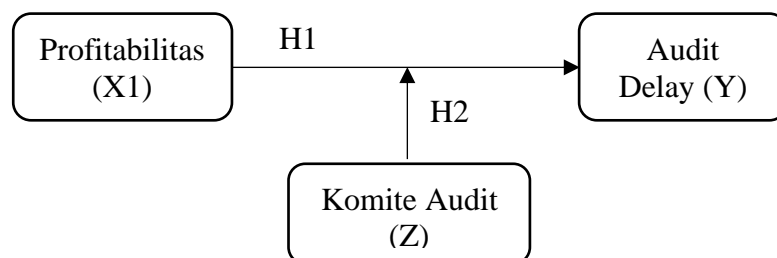 Profitabilitas
(X1)
H1
Audit
Delay (Y)
H2
Komite Audit
(Z)